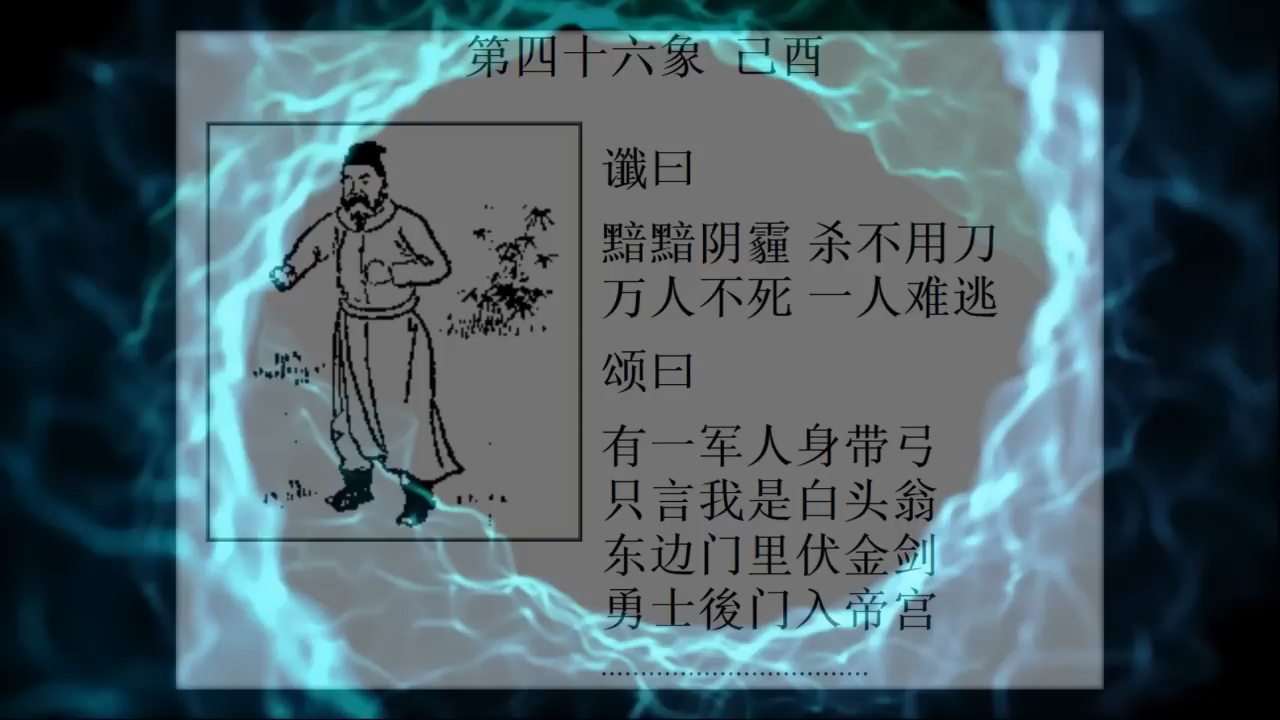 第四十六象 己酉
谶曰
黯黯阴霾 杀不用刀
万人不死 一人难逃
颂曰
有一军人身带弓
只言我是白头翁
东边门里伏金剑
勇士後门入帝宫
.................................